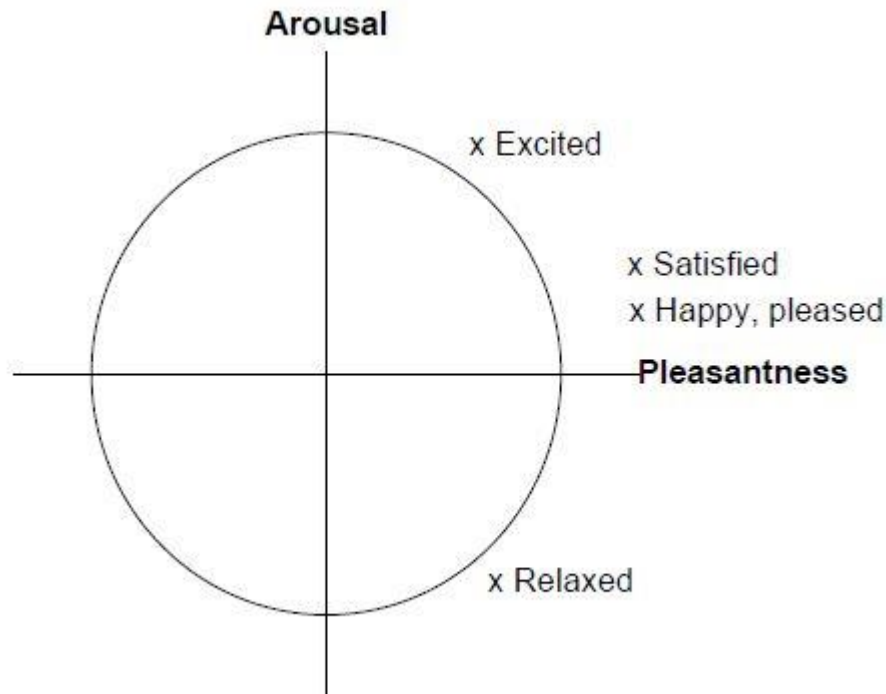 Arousal
x Excited
x Satisfied
x Happy, pleased
Pleasantness
x Relaxed